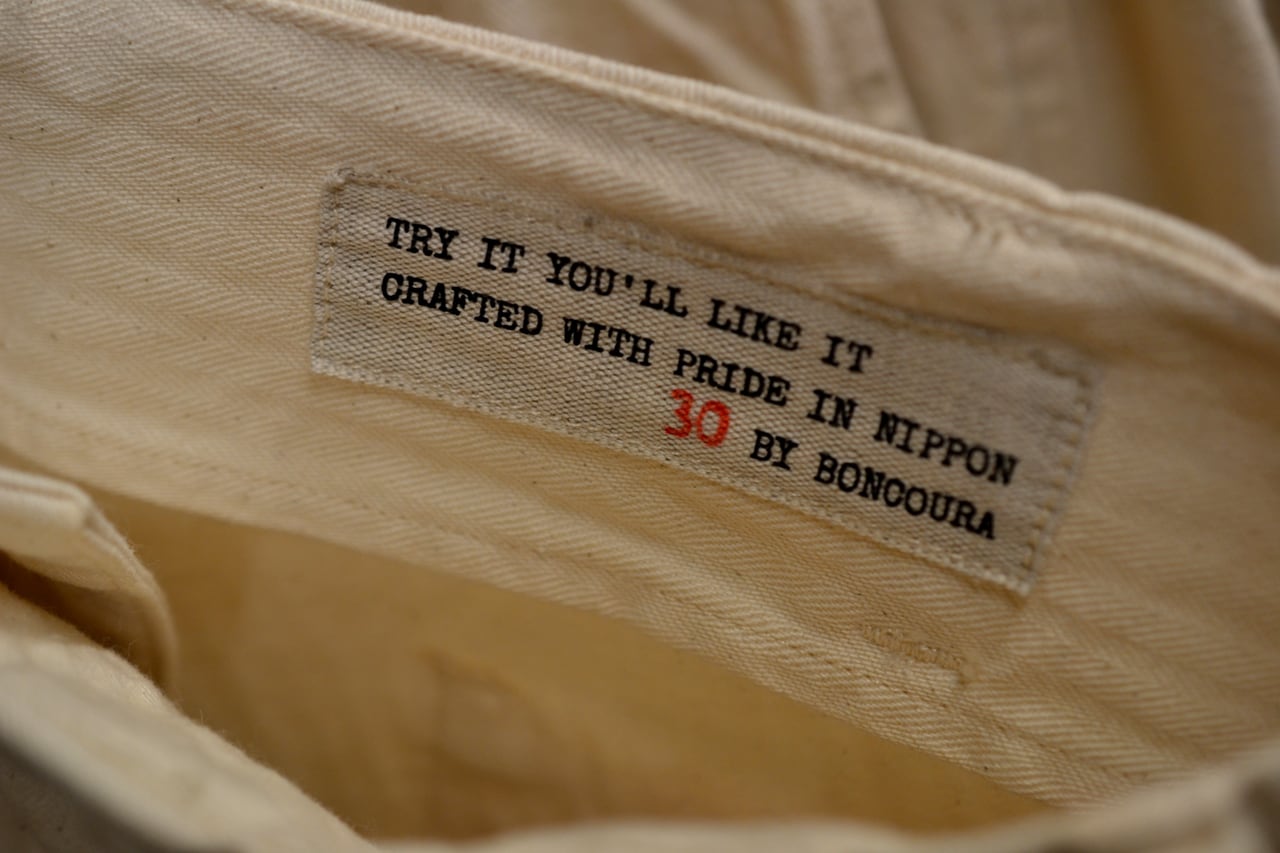 TRY IT YOU'LL LIKE IT
CRAFTED WITH PRIDE IN NIPPON
30 BY BONCOURA